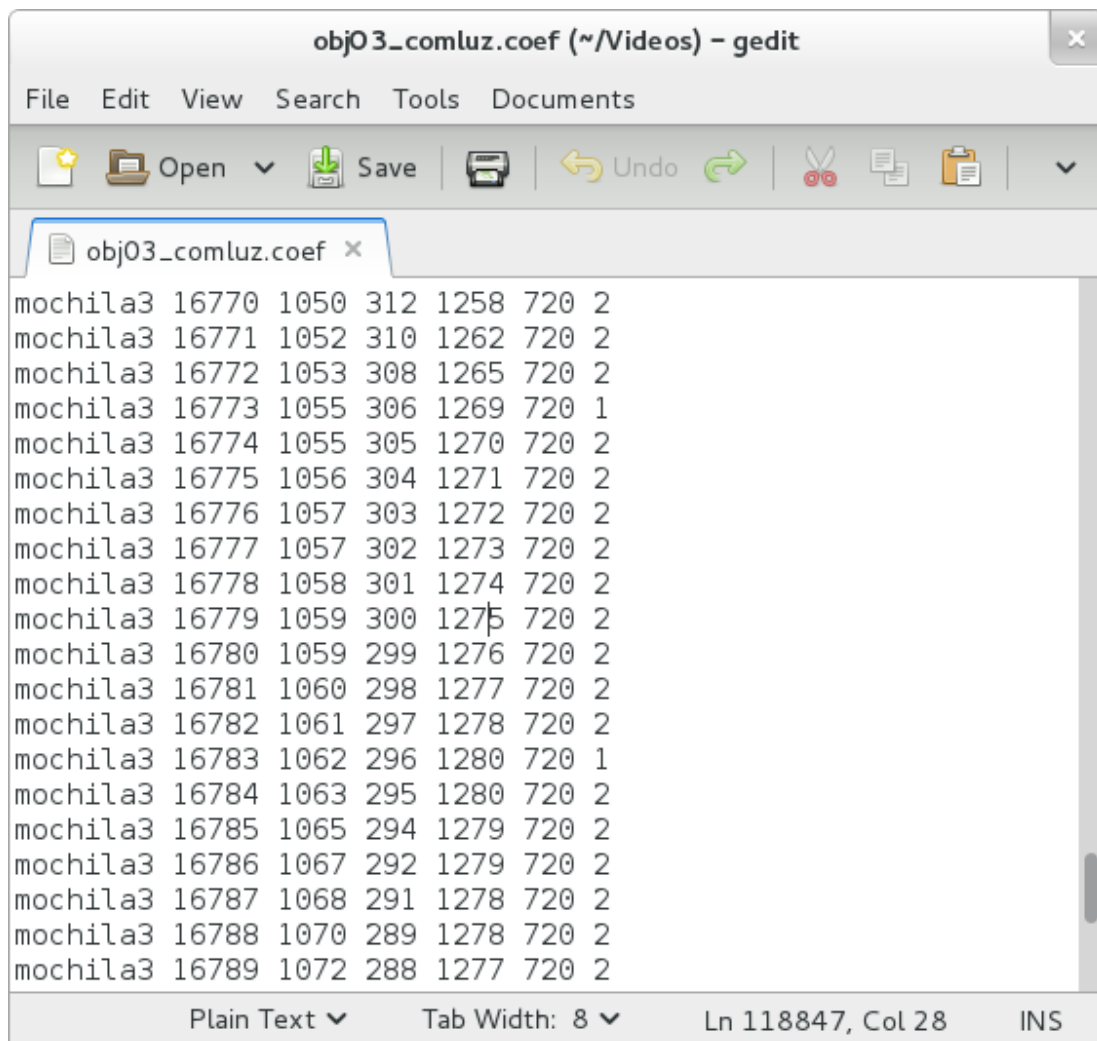 obj03_comluz.coef (~/Videos) – gedit
File Edit View Search Tools Documents
Open Save Undo
obj03_comluz.coef
mochila3 16770 1050 312 1258 720 2
mochila3 16771 1052 310 1262 720 2
mochila3 16772 1053 308 1265 720 2
mochila3 16773 1055 306 1269 720 1
mochila3 16774 1055 305 1270 720 2
mochila3 16775 1056 304 1271 720 2
mochila3 16776 1057 303 1272 720 2
mochila3 16777 1057 302 1273 720 2
mochila3 16778 1058 301 1274 720 2
mochila3 16779 1059 300 1275 720 2
mochila3 16780 1059 299 1276 720 2
mochila3 16781 1060 298 1277 720 2
mochila3 16782 1061 297 1278 720 2
mochila3 16783 1062 296 1280 720 1
mochila3 16784 1063 295 1280 720 2
mochila3 16785 1065 294 1279 720 2
mochila3 16786 1067 292 1279 720 2
mochila3 16787 1068 291 1278 720 2
mochila3 16788 1070 289 1278 720 2
mochila3 16789 1072 288 1277 720 2
Plain Text Tab Width: 8 Ln 118847, Col 28 INS